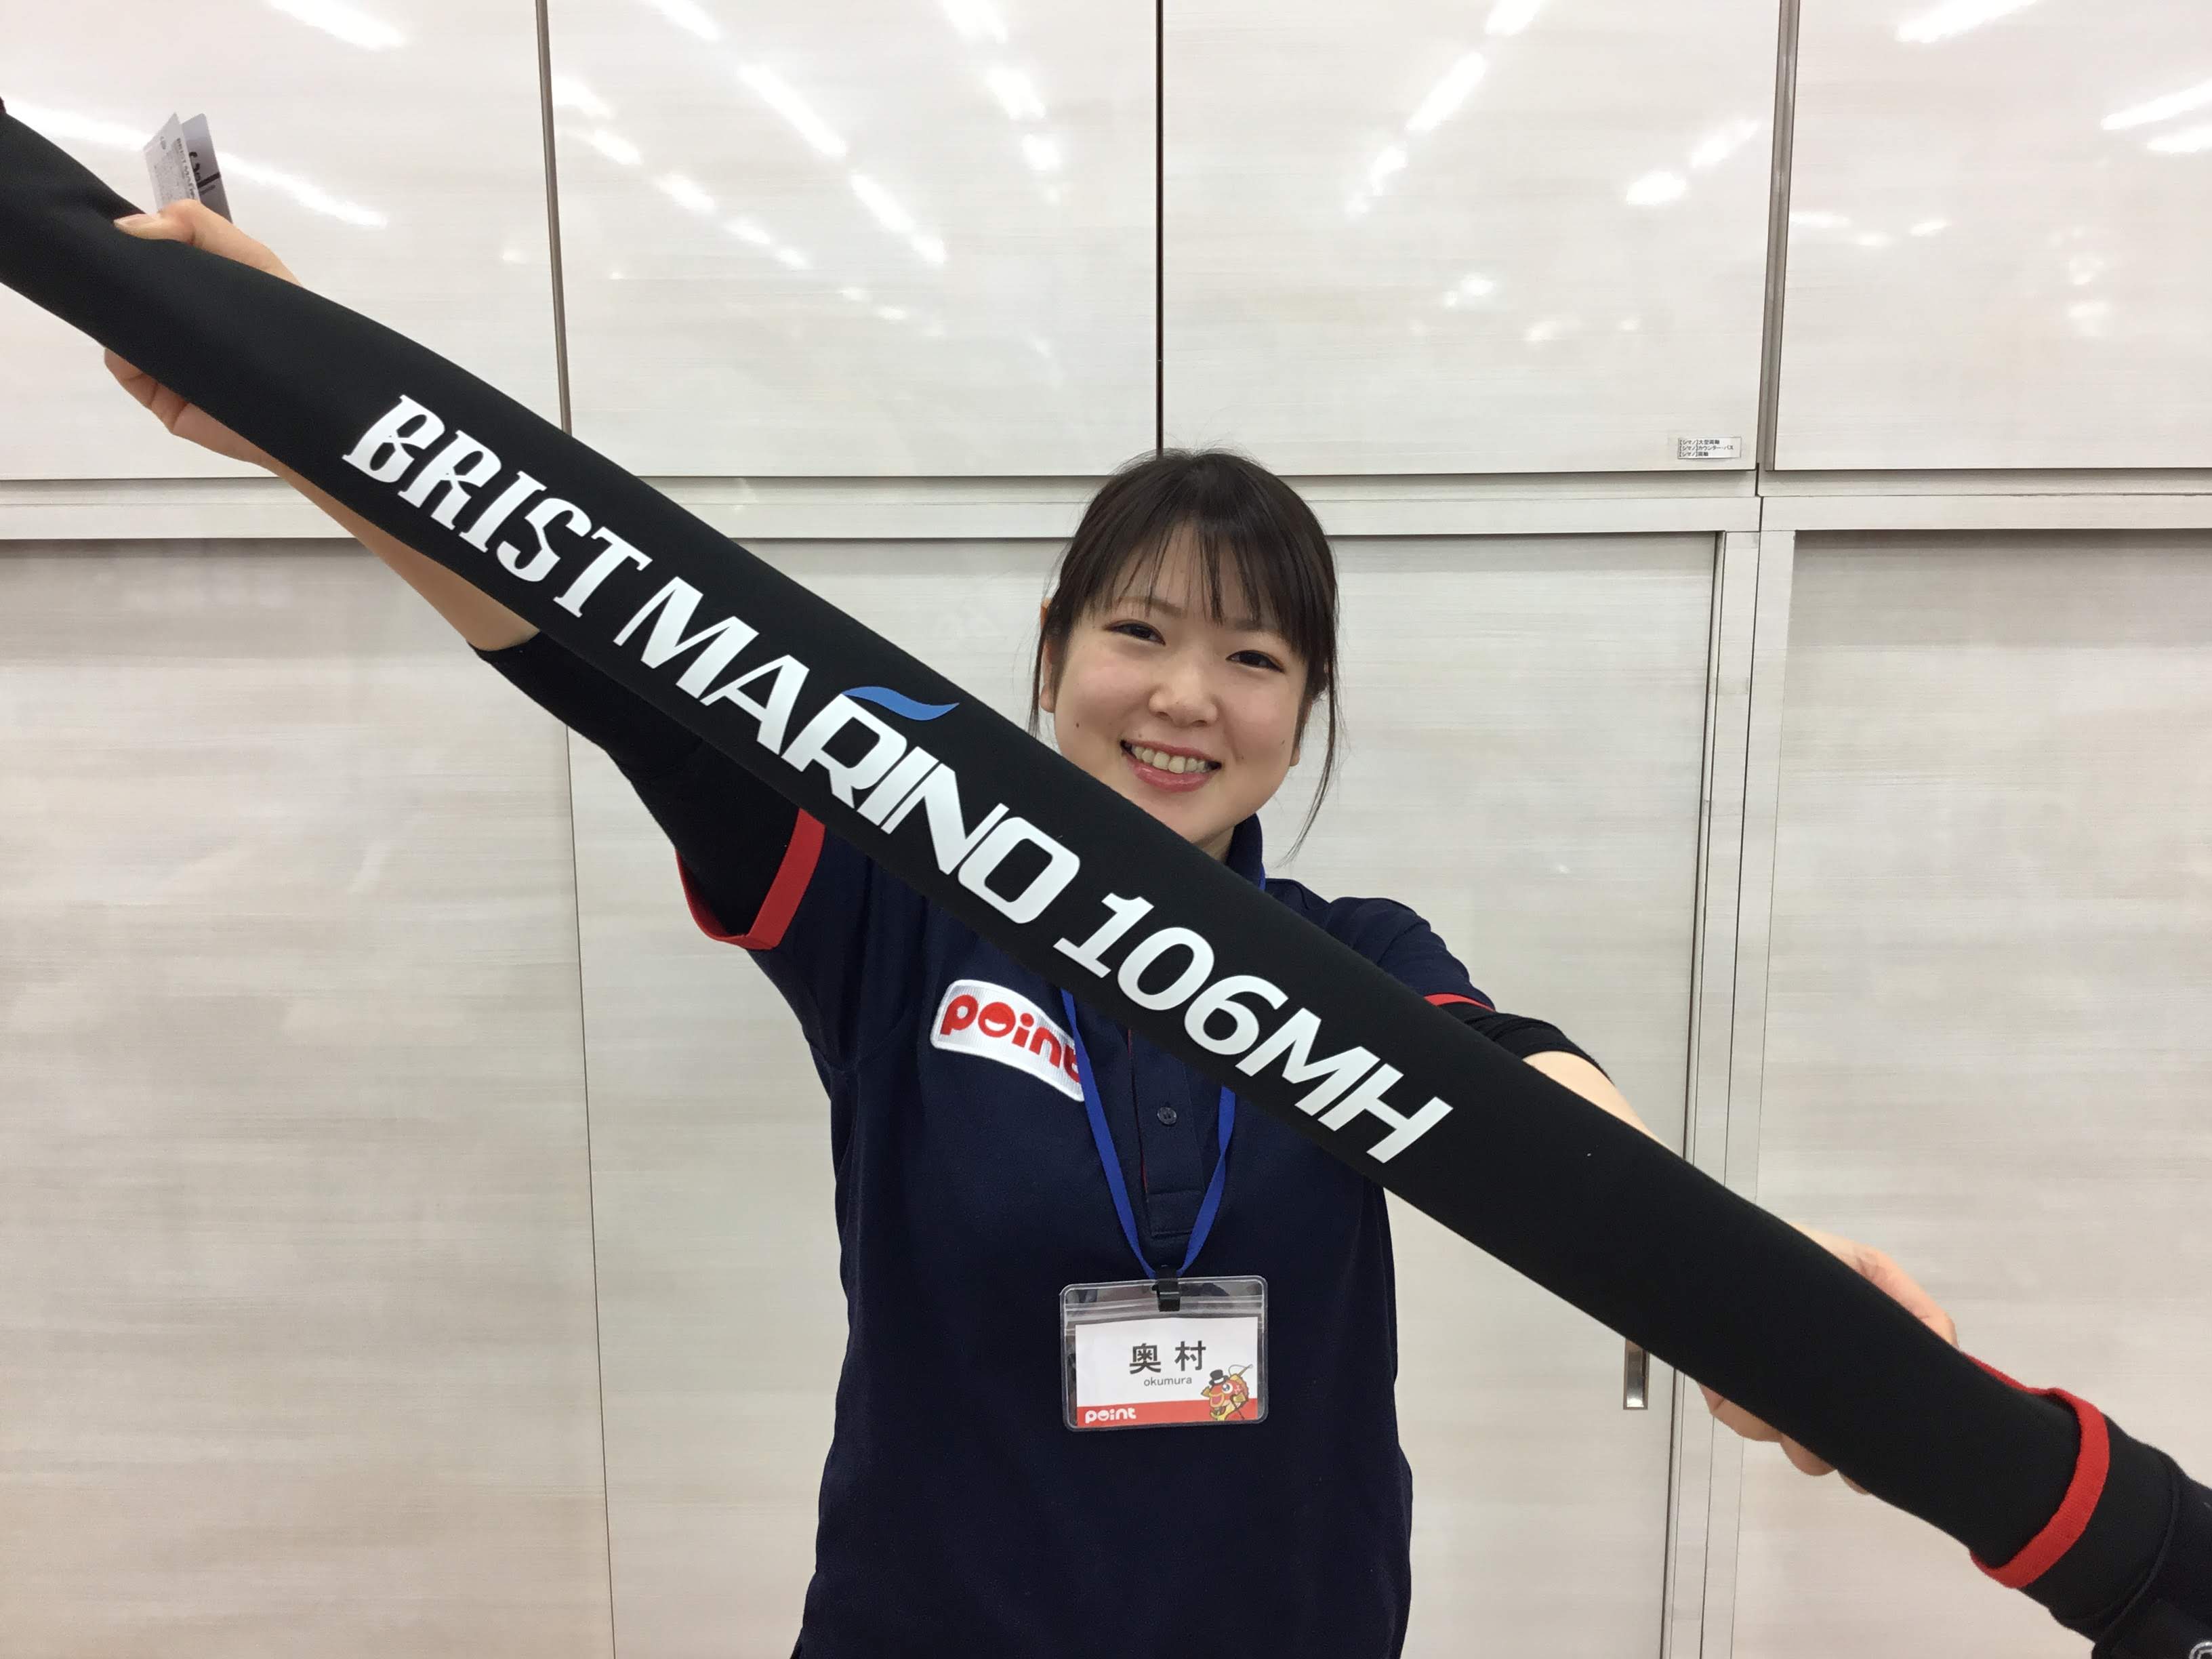 BRIST MARINO 106MH
point
奥村
okumura
point